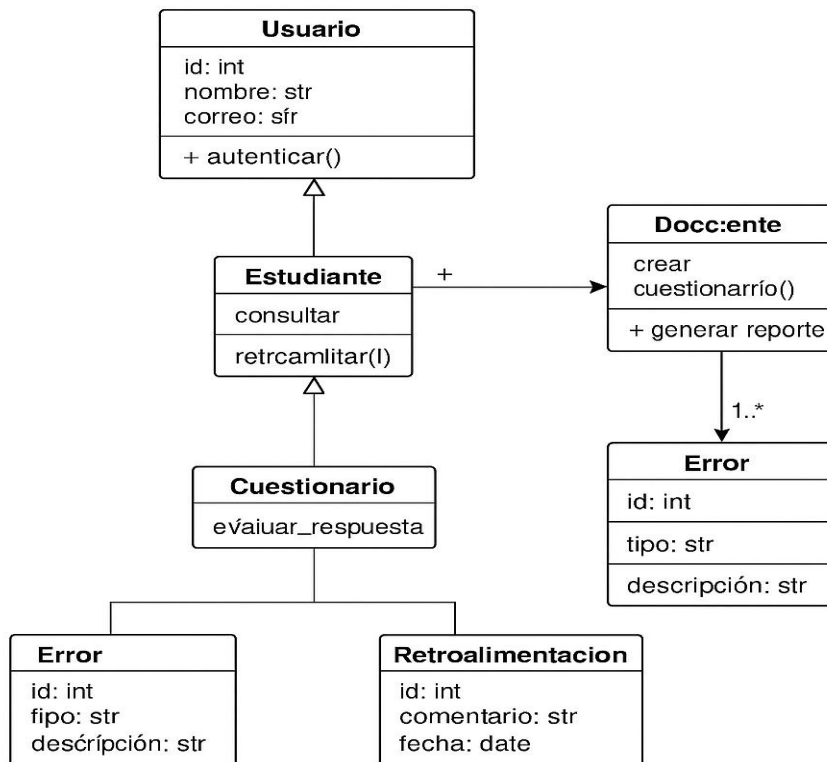 Usuario
id: int
nombre: str
correo: sír
+ autenticar()
Estudiante
consultar
retrcamlitar(I)
+
Docc:ente
crear
cuestionarrío()
+ generar reporte
1..*
Error
id: int
tipo: str
descripción: str
Cuestionario
eváiuar_respuesta
Error
id: int
fipo: str
desćrípción: str
Retroalimentacion
id: int
comentario: str
fecha: date